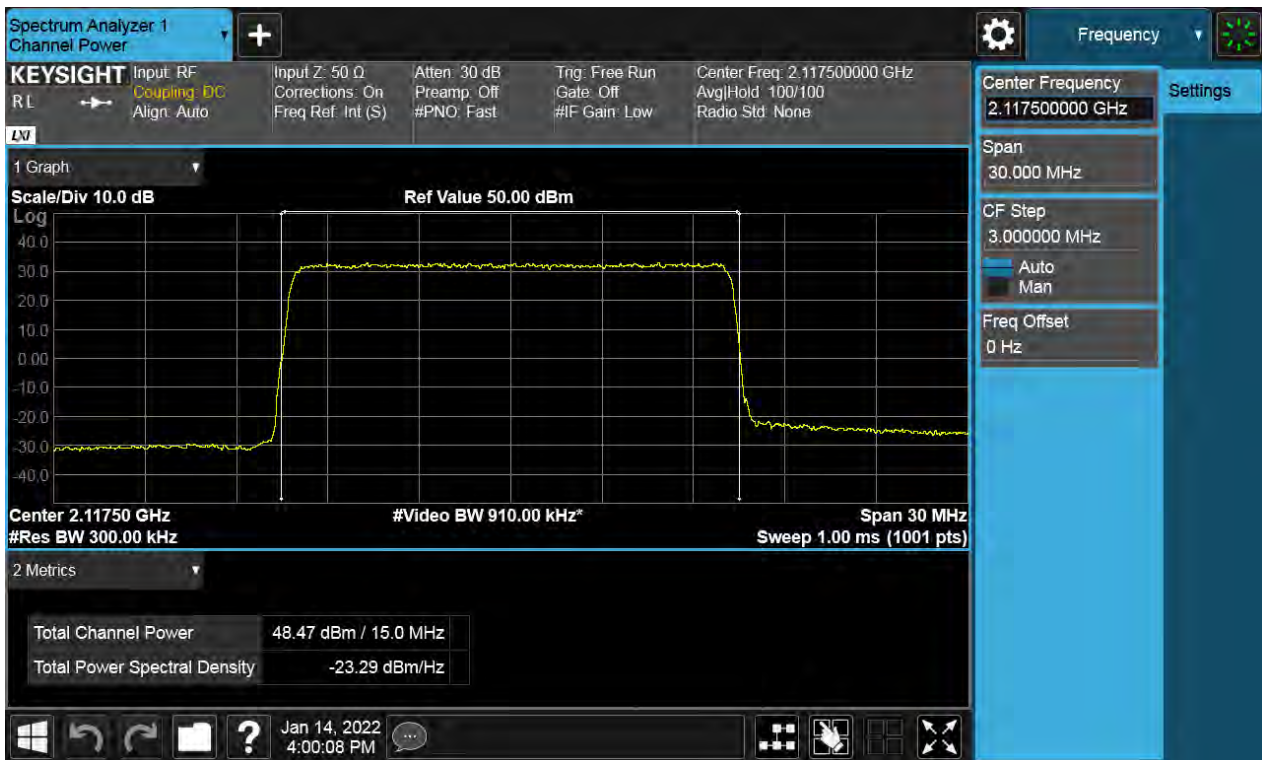 Spectrum Analyzer 1
Channel Power
+
Frequency
KEYSIGHT
R L
LXI
Input: RF
Coupling: DC
Align: Auto
Input Z: 50 Ω
Corrections: On
Freq Ref: Int (S)
Atten: 30 dB
Preamp: Off
#PNO: Fast
Trig: Free Run
Gate: Off
#IF Gain: Low
Center Freq: 2.117500000 GHz
Avg|Hold: 100/100
Radio Std: None
Center Frequency
2.117500000 GHz
Settings
Span
30.000 MHz
CF Step
3.000000 MHz
Auto
Man
Freq Offset
0 Hz
1 Graph
Scale/Div 10.0 dB
Ref Value 50.00 dBm
Log
40.0
30.0
20.0
10.0
0.00
-10.0
-20.0
-30.0
-40.0
Center 2.11750 GHz
#Video BW 910.00 kHz*
Span 30 MHz
#Res BW 300.00 kHz
Sweep 1.00 ms (1001 pts)
2 Metrics
Total Channel Power 48.47 dBm / 15.0 MHz
Total Power Spectral Density -23.29 dBm/Hz
?
Jan 14, 2022
4:00:08 PM